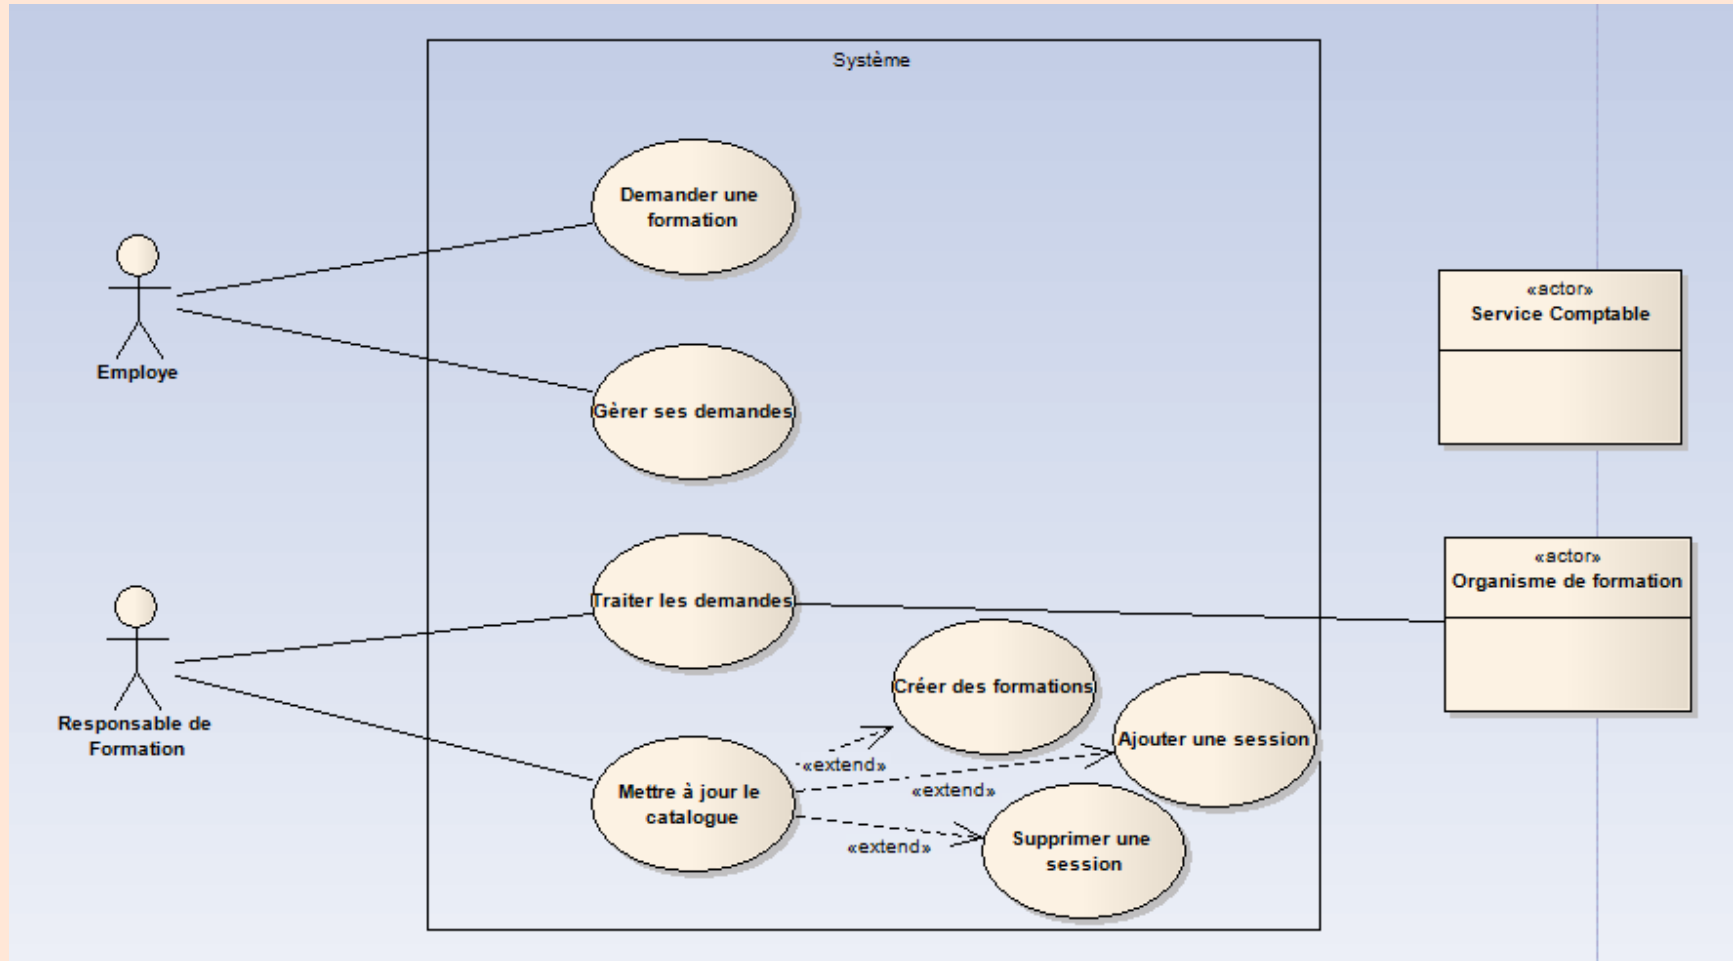 Système
Demander une
formation
Employe
Gèrer ses demandes
«actor»
Service Comptable
Traiter les demandes
«actor»
Organisme de formation
Responsable de
Formation
Créer des formations
«extend»
Ajouter une session
«extend»
Mettre à jour le
catalogue
«extend»
Supprimer une
session